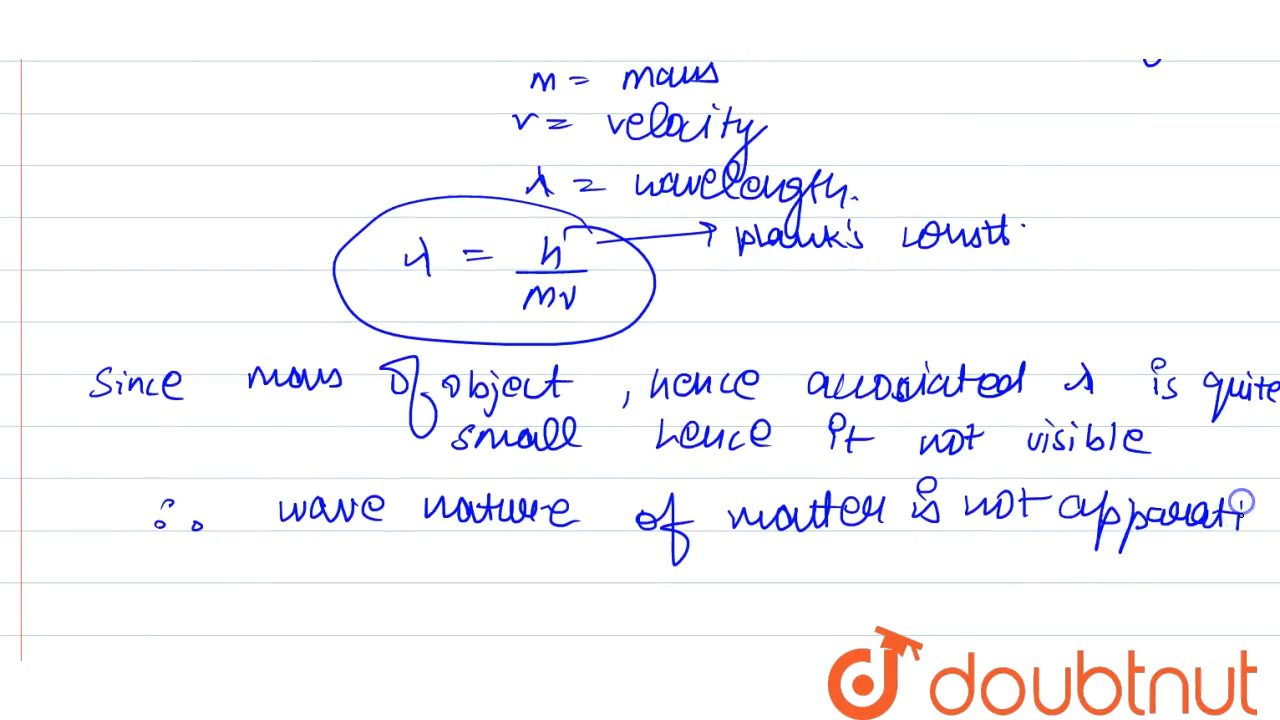 m = mass
v = velocity
λ = wavelength.
λ = h/mv → plank's constt.
Since mass of object , hence associated λ is quite
small hence it not visible
∴ wave nature of matter is not apparati
doubtnut